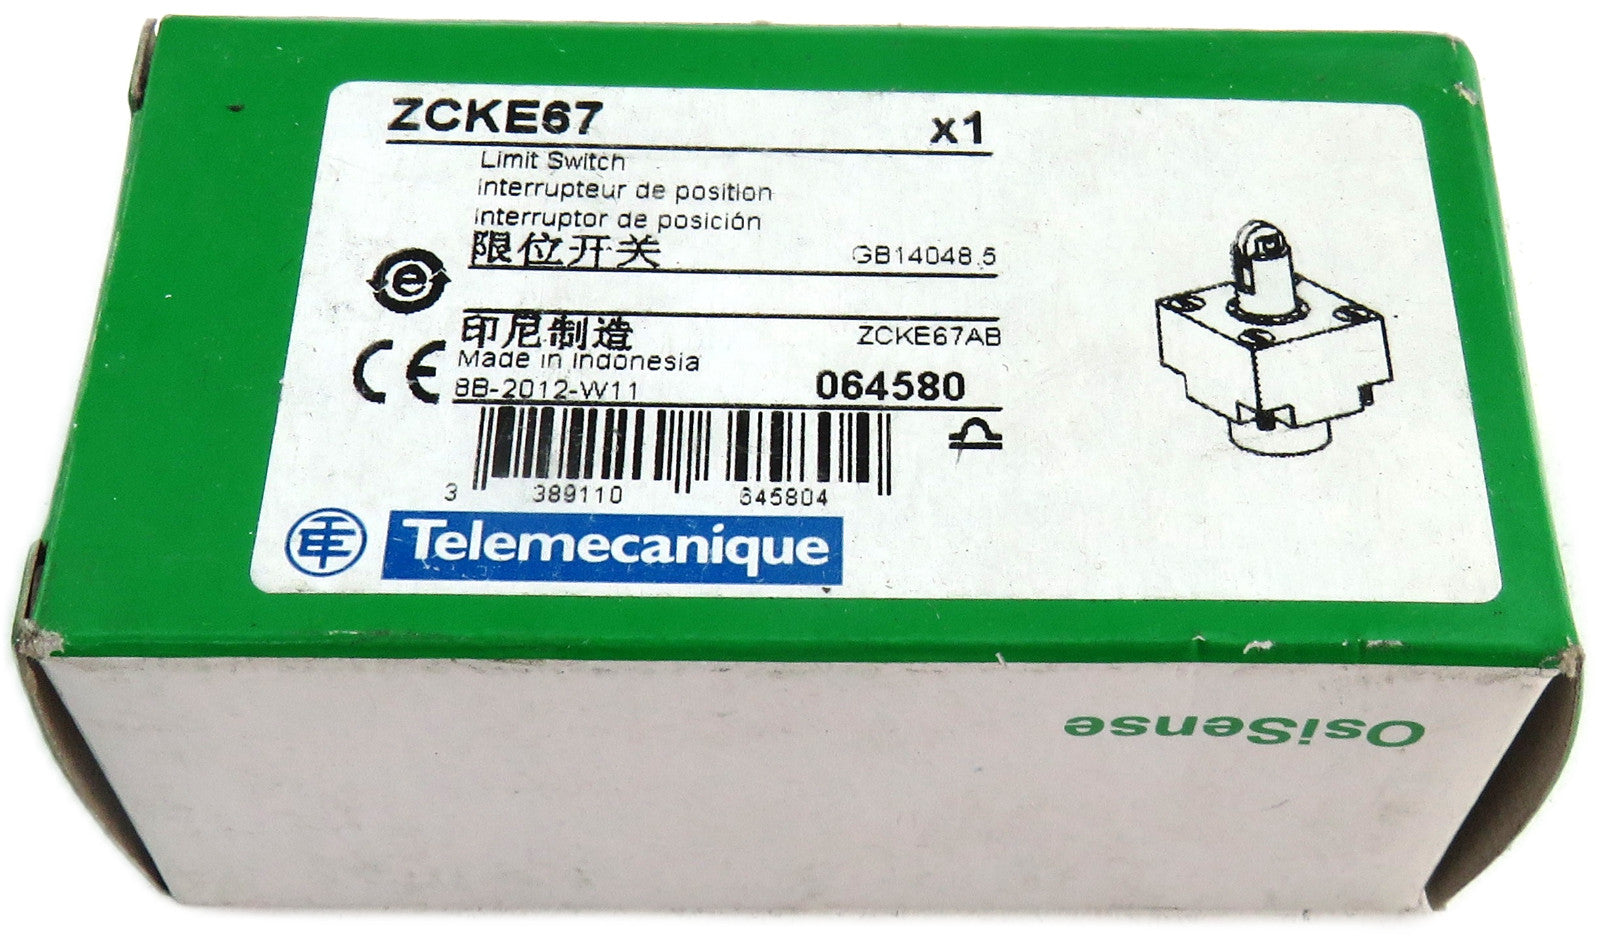 ZCKE67 x1
Limit Switch
Interrupteur de position
Interruptor de posición
限位开关 GB14048.5
印尼制造 ZCKE67AB
Made in Indonesia
8B-2012-W11 064580
3 389110 645804
Telemecanique
OsiSense